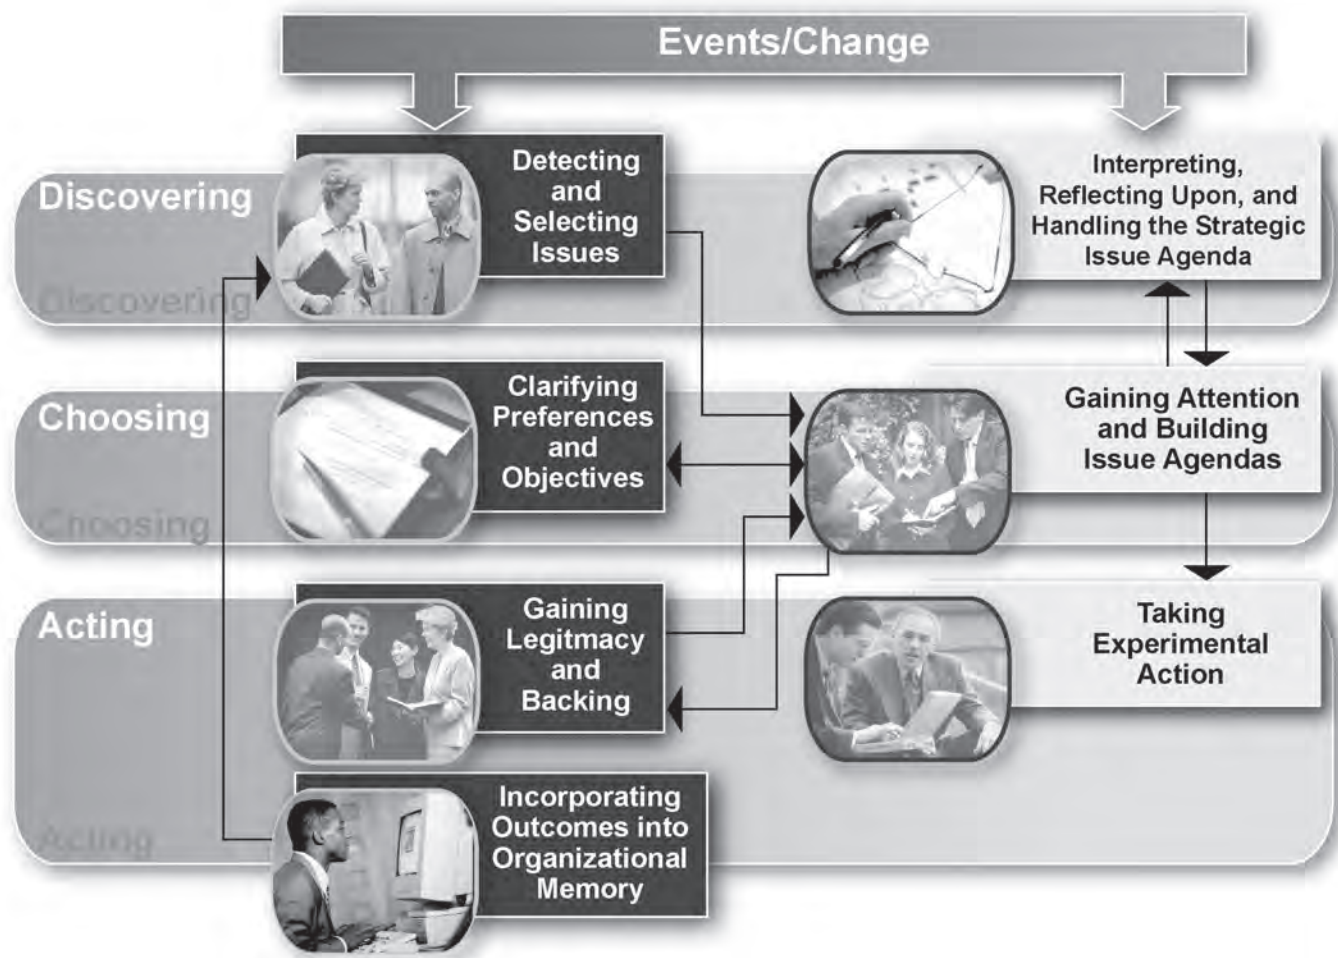 Events/Change
Discovering
Discovering
Detecting
and
Selecting
Issues
Interpreting,
Reflecting Upon, and
Handling the Strategic
Issue Agenda
Choosing
Choosing
Clarifying
Preferences
and
Objectives
Gaining Attention
and Building
Issue Agendas
Acting
Acting
Gaining
Legitmacy
and
Backing
Taking
Experimental
Action
Incorporating
Outcomes into
Organizational
Memory